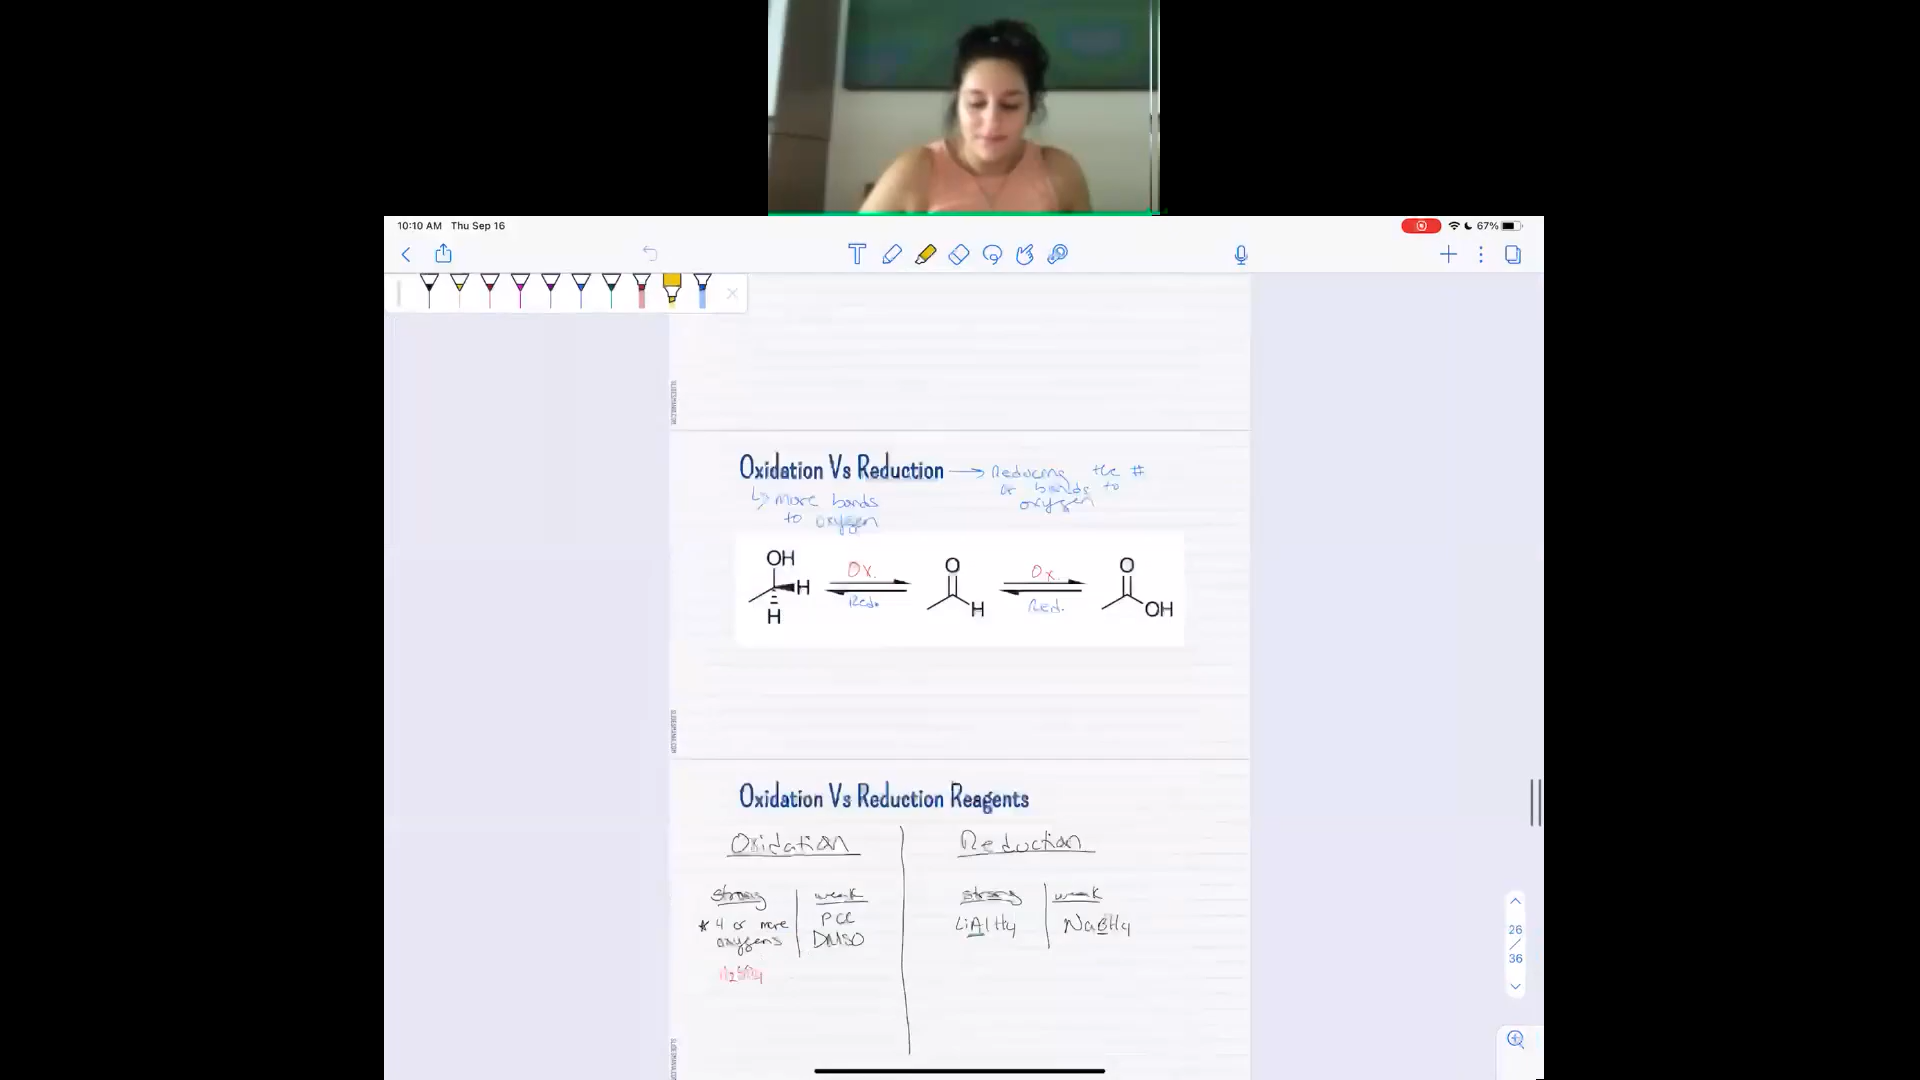 10:10 AM Thu Sep 16
67%
Oxidation Vs Reduction → Reducing the #
of bonds to
oxygen
↳ more bonds
to oxygen
OH
H
H
Ox.
Red.
O
H
Ox.
Red.
O
OH
Oxidation Vs Reduction Reagents
Oxidation
Reduction
strong
weak
* 4 or more
oxygens
PCC
DMSO
strong
weak
LiAlH4
NaBH4
26
/
36